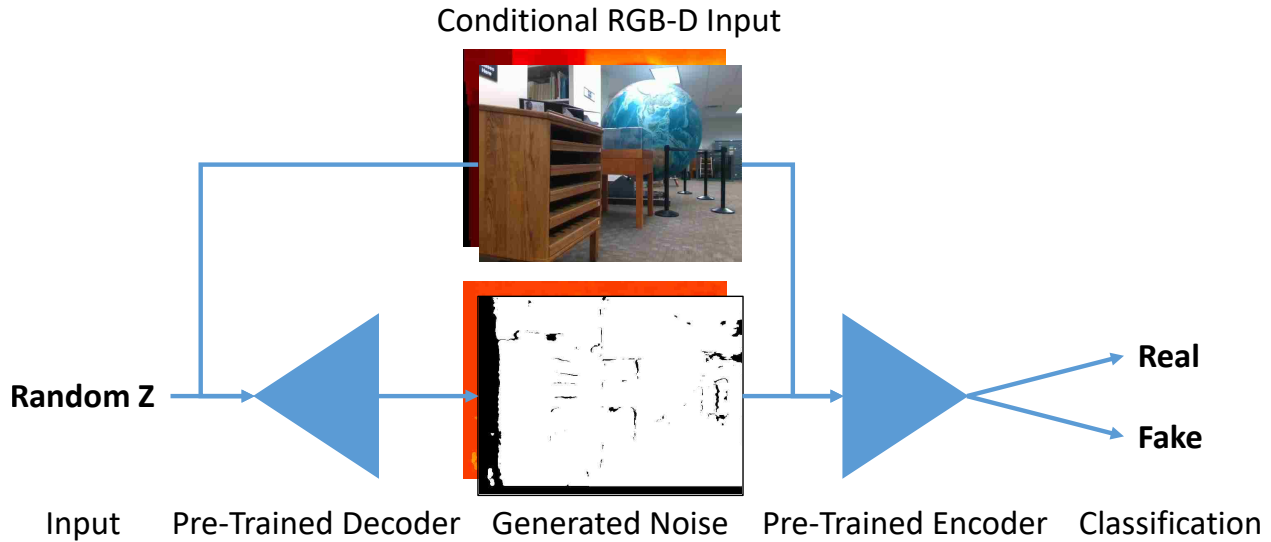 Conditional RGB-D Input
Random Z
Real
Fake
Input
Pre-Trained Decoder
Generated Noise
Pre-Trained Encoder
Classification